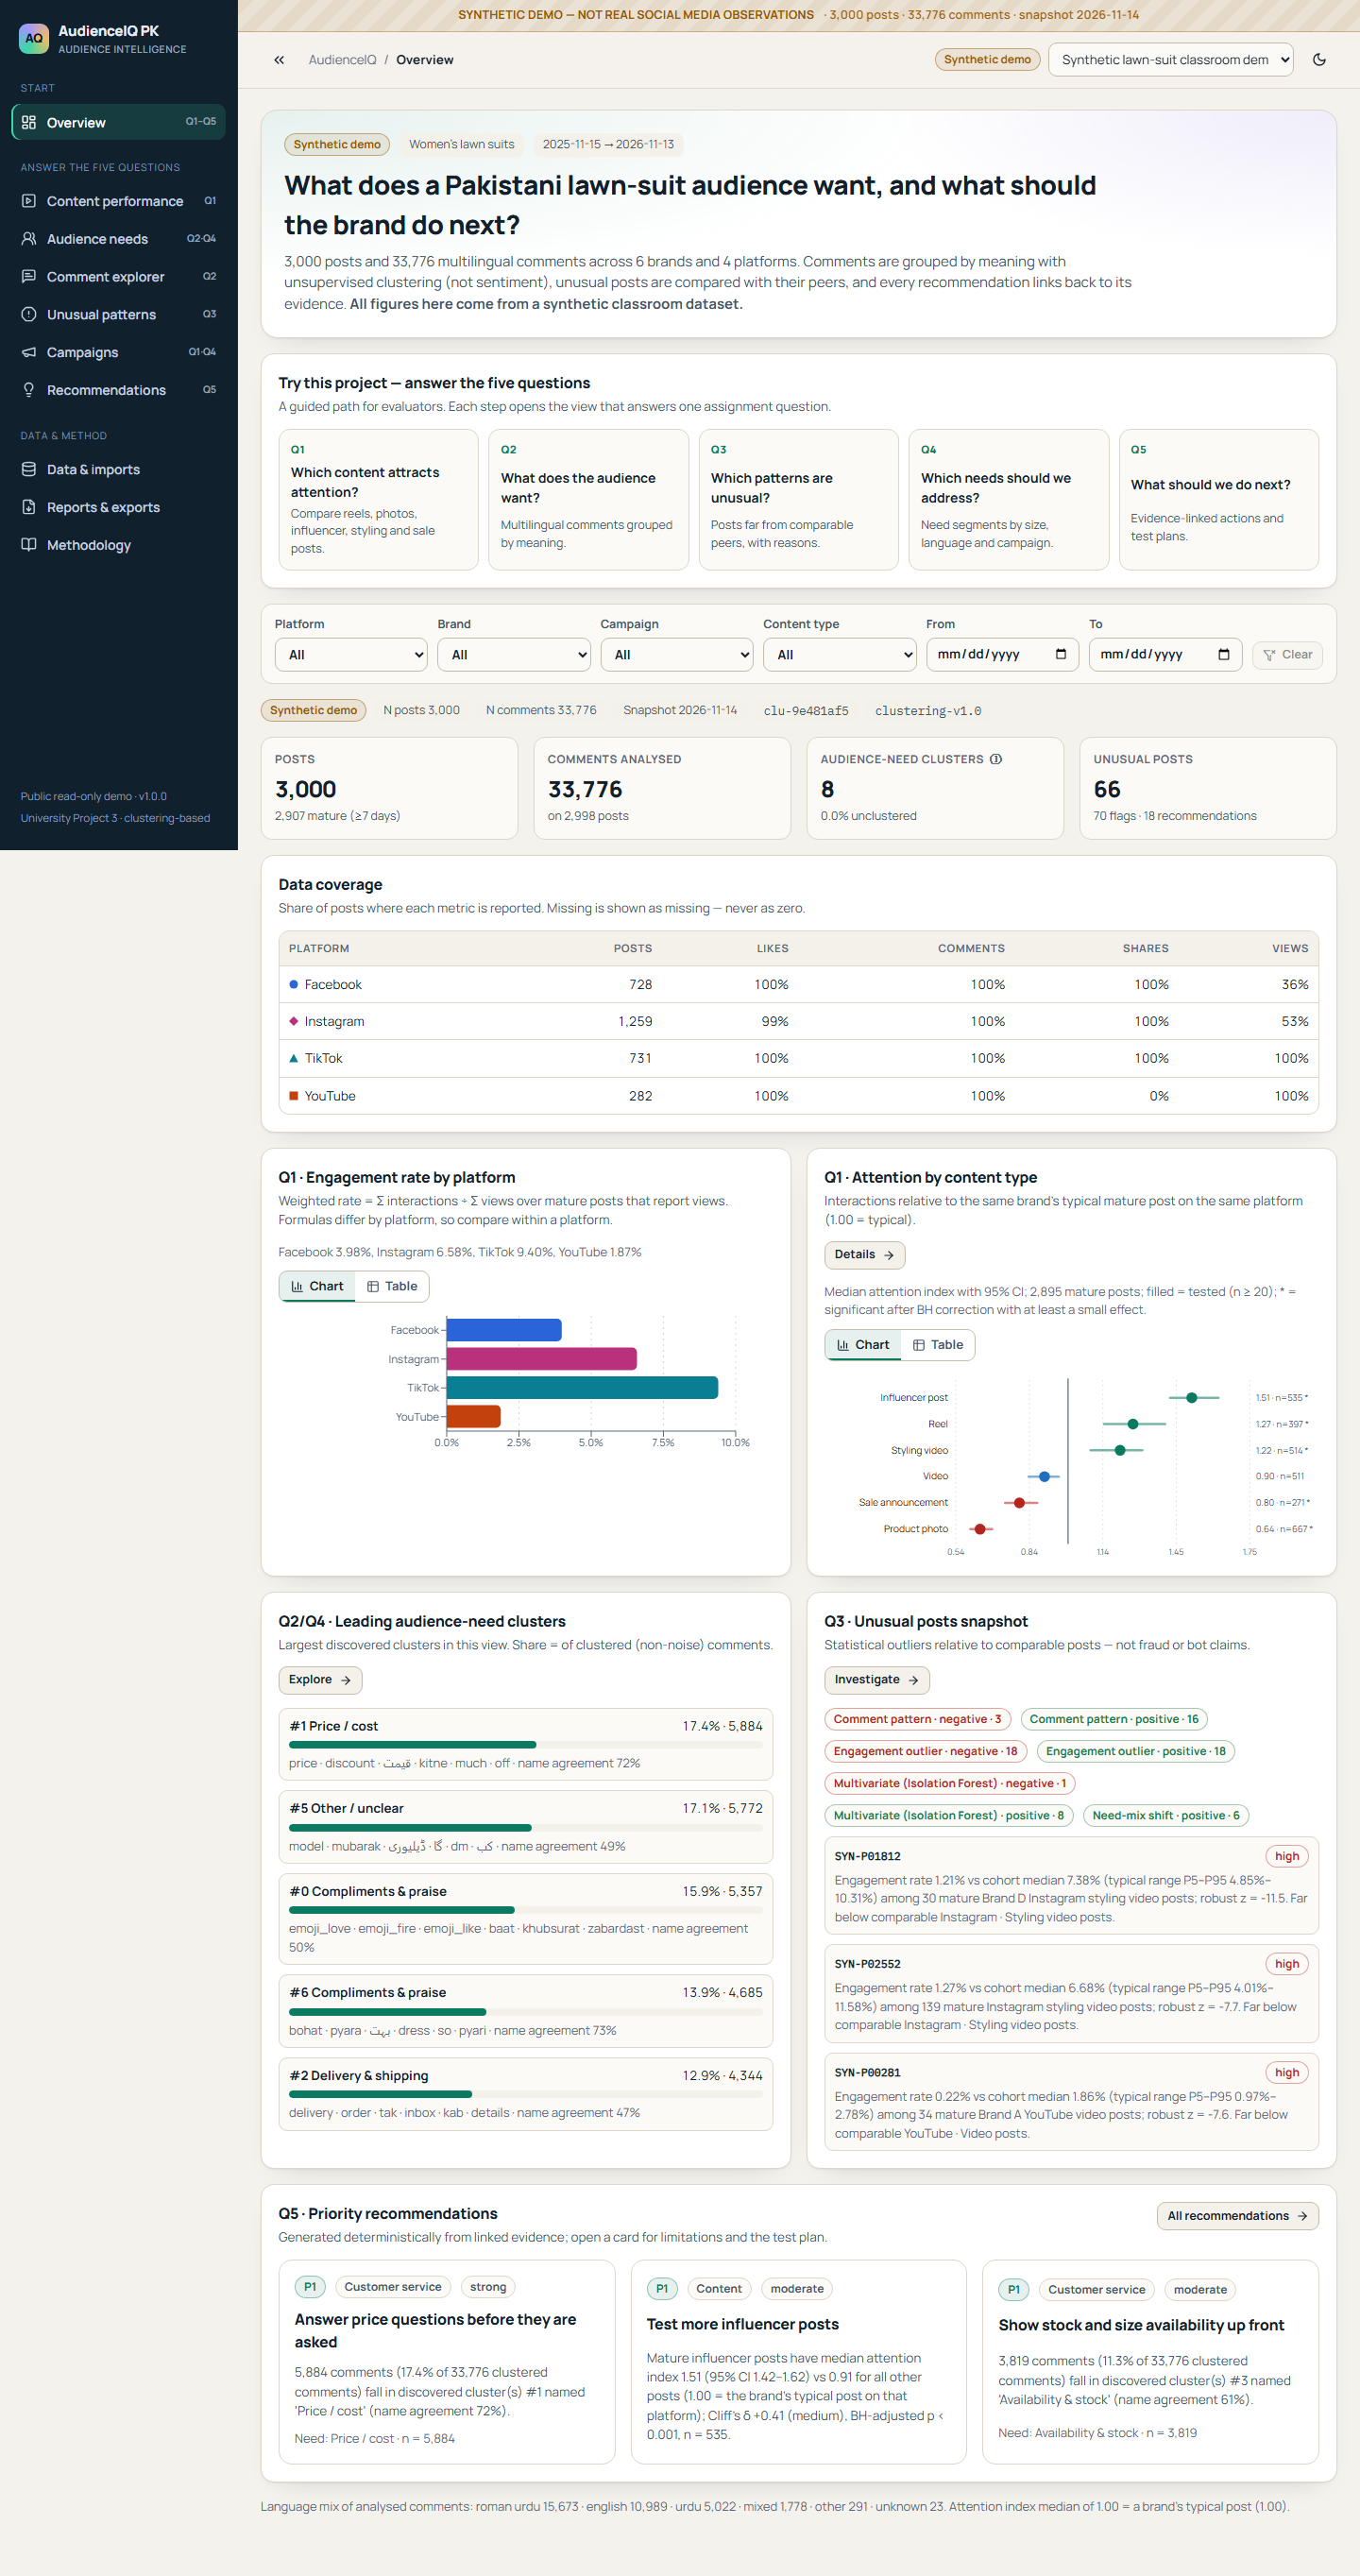 SYNTHETIC DEMO — NOT REAL SOCIAL MEDIA OBSERVATIONS · 3,000 posts · 33,776 comments · snapshot 2026-11-14
AQ
AudienceIQ PK
AUDIENCE INTELLIGENCE
START
Overview Q1–Q5
ANSWER THE FIVE QUESTIONS
Content performance Q1
Audience needs Q2·Q4
Comment explorer Q2
Unusual patterns Q3
Campaigns Q1·Q4
Recommendations Q5
DATA & METHOD
Data & imports
Reports & exports
Methodology
Public read-only demo · v1.0.0
University Project 3 · clustering-based
AudienceIQ / Overview
Synthetic demo
Synthetic lawn-suit classroom dem
Synthetic demo Women's lawn suits 2025-11-15 → 2026-11-13
What does a Pakistani lawn-suit audience want, and what should
the brand do next?
3,000 posts and 33,776 multilingual comments across 6 brands and 4 platforms. Comments are grouped by meaning with
unsupervised clustering (not sentiment), unusual posts are compared with their peers, and every recommendation links back to its
evidence. All figures here come from a synthetic classroom dataset.
Try this project — answer the five questions
A guided path for evaluators. Each step opens the view that answers one assignment question.
Q1
Which content attracts
attention?
Compare reels, photos,
influencer, styling and sale
posts.
Q2
What does the audience
want?
Multilingual comments grouped
by meaning.
Q3
Which patterns are
unusual?
Posts far from comparable
peers, with reasons.
Q4
Which needs should we
address?
Need segments by size,
language and campaign.
Q5
What should we do next?
Evidence-linked actions and
test plans.
Platform Brand Campaign Content type From To
All All All All mm/dd/yyyy mm/dd/yyyy Clear
Synthetic demo N posts 3,000 N comments 33,776 Snapshot 2026-11-14 clu-9e481af5 clustering-v1.0
POSTS
3,000
2,907 mature (≥7 days)
COMMENTS ANALYSED
33,776
on 2,998 posts
AUDIENCE-NEED CLUSTERS
8
0.0% unclustered
UNUSUAL POSTS
66
70 flags · 18 recommendations
Data coverage
Share of posts where each metric is reported. Missing is shown as missing — never as zero.
PLATFORM POSTS LIKES COMMENTS SHARES VIEWS
Facebook 728 100% 100% 100% 36%
Instagram 1,259 99% 100% 100% 53%
TikTok 731 100% 100% 100% 100%
YouTube 282 100% 100% 0% 100%
Q1 · Engagement rate by platform
Weighted rate = Σ interactions ÷ Σ views over mature posts that report views.
Formulas differ by platform, so compare within a platform.
Facebook 3.98%, Instagram 6.58%, TikTok 9.40%, YouTube 1.87%
Chart Table
Facebook
Instagram
TikTok
YouTube
0.0% 2.5% 5.0% 7.5% 10.0%
Q1 · Attention by content type
Interactions relative to the same brand's typical mature post on the same platform
(1.00 = typical).
Details
Median attention index with 95% CI; 2,895 mature posts; filled = tested (n ≥ 20); * =
significant after BH correction with at least a small effect.
Chart Table
Influencer post 1.51 · n=535 *
Reel 1.27 · n=397 *
Styling video 1.22 · n=514 *
Video 0.90 · n=511
Sale announcement 0.80 · n=271 *
Product photo 0.64 · n=667 *
0.54 0.84 1.14 1.45 1.75
Q2/Q4 · Leading audience-need clusters
Largest discovered clusters in this view. Share = of clustered (non-noise) comments.
Explore
#1 Price / cost 17.4% · 5,884
price · discount · قیمت · kitne · much · off · name agreement 72%
#5 Other / unclear 17.1% · 5,772
model · mubarak · ڈیلیوری · گا · dm · کب · name agreement 49%
#0 Compliments & praise 15.9% · 5,357
emoji_love · emoji_fire · emoji_like · baat · khubsurat · zabardast · name agreement
50%
#6 Compliments & praise 13.9% · 4,685
bohat · pyara · بہت · dress · so · pyari · name agreement 73%
#2 Delivery & shipping 12.9% · 4,344
delivery · order · tak · inbox · kab · details · name agreement 47%
Q3 · Unusual posts snapshot
Statistical outliers relative to comparable posts — not fraud or bot claims.
Investigate
Comment pattern · negative · 3 Comment pattern · positive · 16
Engagement outlier · negative · 18 Engagement outlier · positive · 18
Multivariate (Isolation Forest) · negative · 1
Multivariate (Isolation Forest) · positive · 8 Need-mix shift · positive · 6
SYN-P01812 high
Engagement rate 1.21% vs cohort median 7.38% (typical range P5–P95 4.85%–
10.31%) among 30 mature Brand D Instagram styling video posts; robust z = -11.5. Far
below comparable Instagram · Styling video posts.
SYN-P02552 high
Engagement rate 1.27% vs cohort median 6.68% (typical range P5–P95 4.01%–
11.58%) among 139 mature Instagram styling video posts; robust z = -7.7. Far below
comparable Instagram · Styling video posts.
SYN-P00281 high
Engagement rate 0.22% vs cohort median 1.86% (typical range P5–P95 0.97%–
2.78%) among 34 mature Brand A YouTube video posts; robust z = -7.6. Far below
comparable YouTube · Video posts.
Q5 · Priority recommendations
Generated deterministically from linked evidence; open a card for limitations and the test plan.
All recommendations
P1 Customer service strong
Answer price questions before they are
asked
5,884 comments (17.4% of 33,776 clustered
comments) fall in discovered cluster(s) #1 named
'Price / cost' (name agreement 72%).
Need: Price / cost · n = 5,884
P1 Content moderate
Test more influencer posts
Mature influencer posts have median attention
index 1.51 (95% CI 1.42–1.62) vs 0.91 for all other
posts (1.00 = the brand's typical post on that
platform); Cliff's δ +0.41 (medium), BH-adjusted p <
0.001, n = 535.
P1 Customer service moderate
Show stock and size availability up front
3,819 comments (11.3% of 33,776 clustered
comments) fall in discovered cluster(s) #3 named
'Availability & stock' (name agreement 61%).
Need: Availability & stock · n = 3,819
Language mix of analysed comments: roman urdu 15,673 · english 10,989 · urdu 5,022 · mixed 1,778 · other 291 · unknown 23. Attention index median of 1.00 = a brand's typical post (1.00).